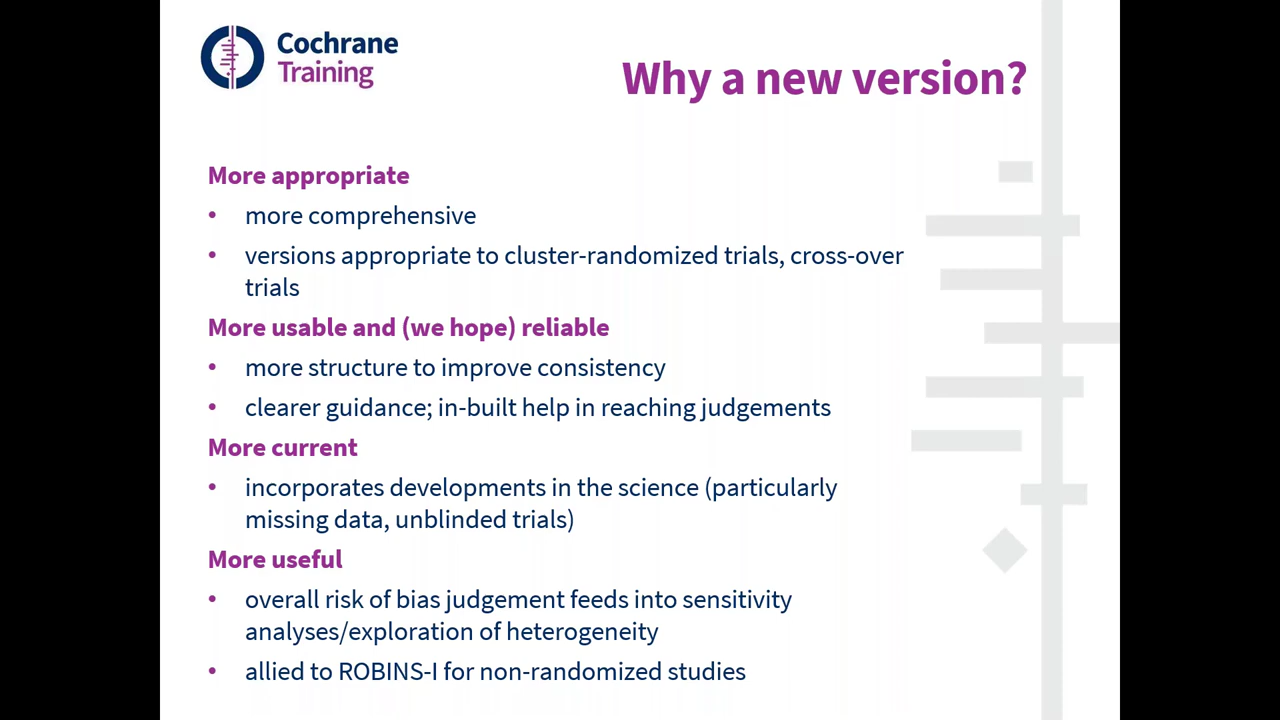 Cochrane
Training
Why a new version?
More appropriate
• more comprehensive
• versions appropriate to cluster-randomized trials, cross-over
trials
More usable and (we hope) reliable
• more structure to improve consistency
• clearer guidance; in-built help in reaching judgements
More current
• incorporates developments in the science (particularly
missing data, unblinded trials)
More useful
• overall risk of bias judgement feeds into sensitivity
analyses/exploration of heterogeneity
• allied to ROBINS-I for non-randomized studies